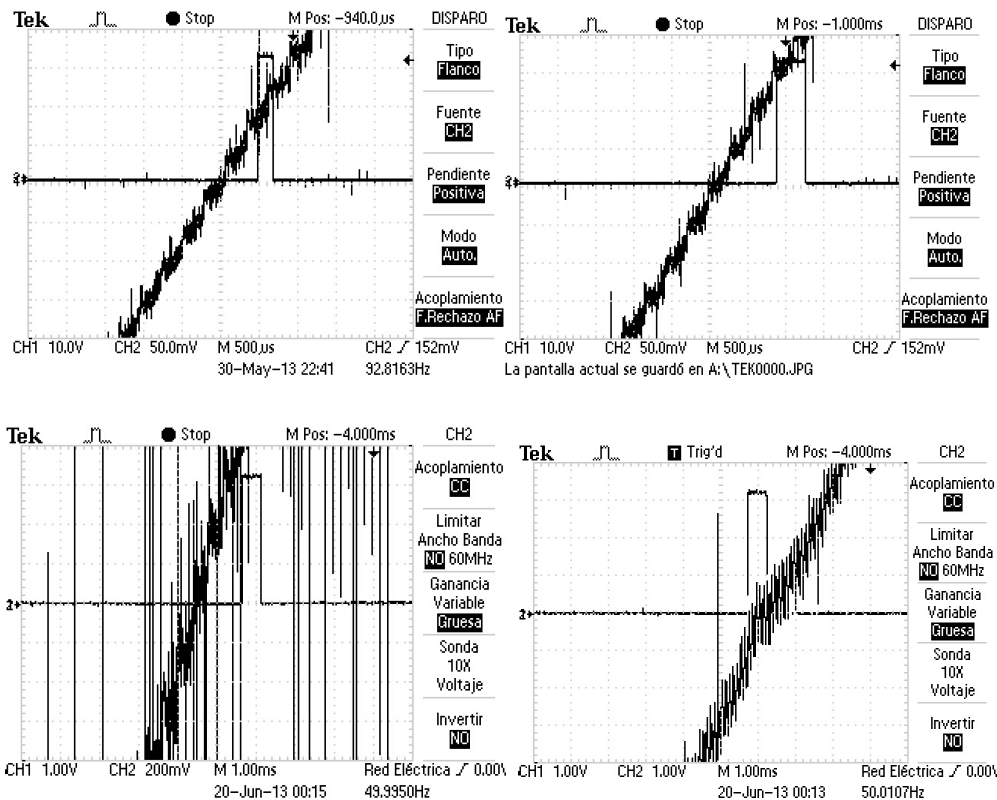 Tek Stop M Pos: -940.0µs DISPARO
Tipo
Flanco
Fuente
CH2
Pendiente
Positiva
Modo
Auto.
Acoplamiento
F.Rechazo AF
CH1 10.0V CH2 50.0mV M 500µs CH2 152mV
30-May-13 22:41 92.8163Hz
Tek Stop M Pos: -1.000ms DISPARO
Tipo
Flanco
Fuente
CH2
Pendiente
Positiva
Modo
Auto.
Acoplamiento
F.Rechazo AF
CH1 10.0V CH2 50.0mV M 500µs CH2 152mV
La pantalla actual se guardó en A:\TEK0000.JPG
Tek Stop M Pos: -4.000ms CH2
Acoplamiento
CC
Limitar
Ancho Banda
NO 60MHz
Ganancia
Variable
Gruesa
Sonda
10X
Voltaje
Invertir
NO
2
CH1 1.00V CH2 200mV M 1.00ms Red Eléctrica 0.00V
20-Jun-13 00:15 49.9950Hz
Tek T Trig'd M Pos: -4.000ms CH2
Acoplamiento
CC
Limitar
Ancho Banda
NO 60MHz
Ganancia
Variable
Gruesa
Sonda
10X
Voltaje
Invertir
NO
2
CH1 1.00V CH2 1.00V M 1.00ms Red Eléctrica 0.00V
20-Jun-13 00:13 50.0107Hz